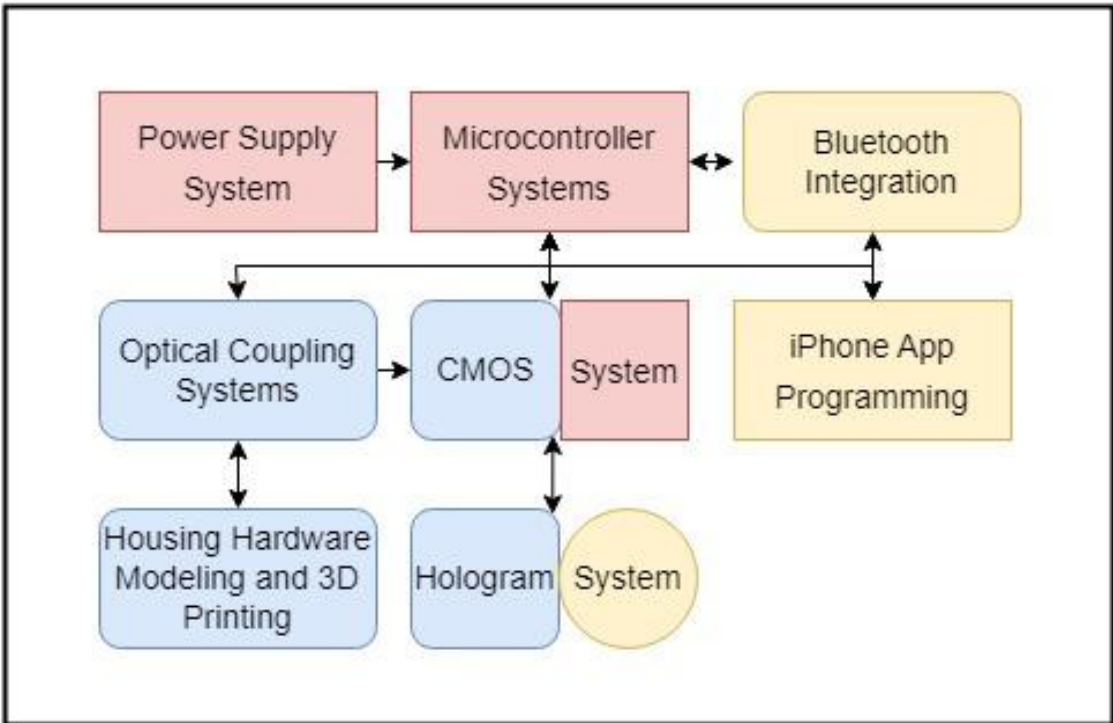 Power Supply
System
Microcontroller
Systems
Bluetooth
Integration
Optical Coupling
Systems
CMOS
System
iPhone App
Programming
Housing Hardware
Modeling and 3D
Printing
Hologram
System